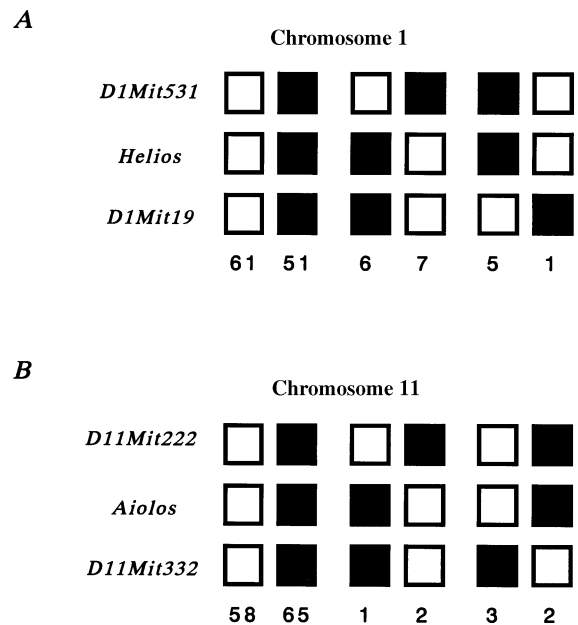 A
Chromosome 1
D1Mit531
Helios
D1Mit19
61 51 6 7 5 1
B
Chromosome 11
D11Mit222
Aiolos
D11Mit332
58 65 1 2 3 2